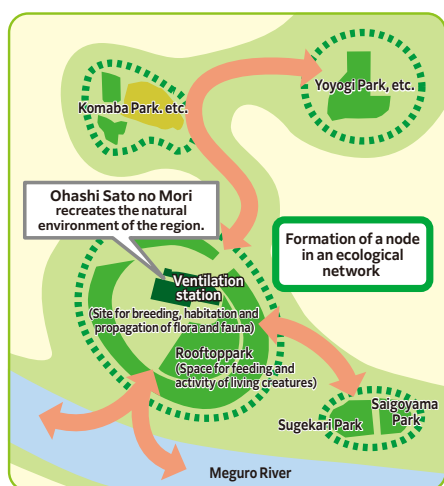 Komaba Park. etc.
Yoyogi Park, etc.
Ohashi Sato no Mori
recreates the natural
environment of the region.
Formation of a node
in an ecological
network
Ventilation
station
(Site for breeding, habitation and
propagation of flora and fauna)
Rooftoppark
(Space for feeding and
activity of living creatures)
Sugekari Park
Saigoyama
Park
Meguro River